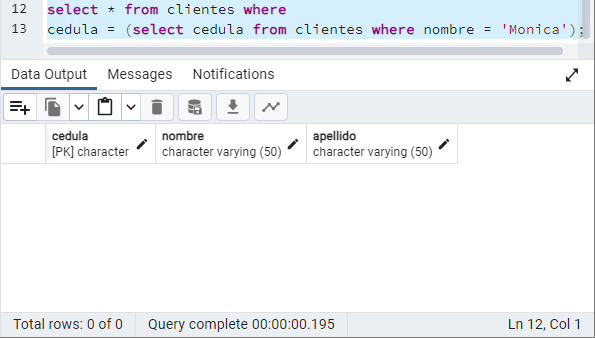 12 select * from clientes where
13 cedula = (select cedula from clientes where nombre = 'Monica');
Data Output Messages Notifications
cedula nombre apellido
[PK] character character varying (50) character varying (50)
Total rows: 0 of 0 Query complete 00:00:00.195 Ln 12, Col 1